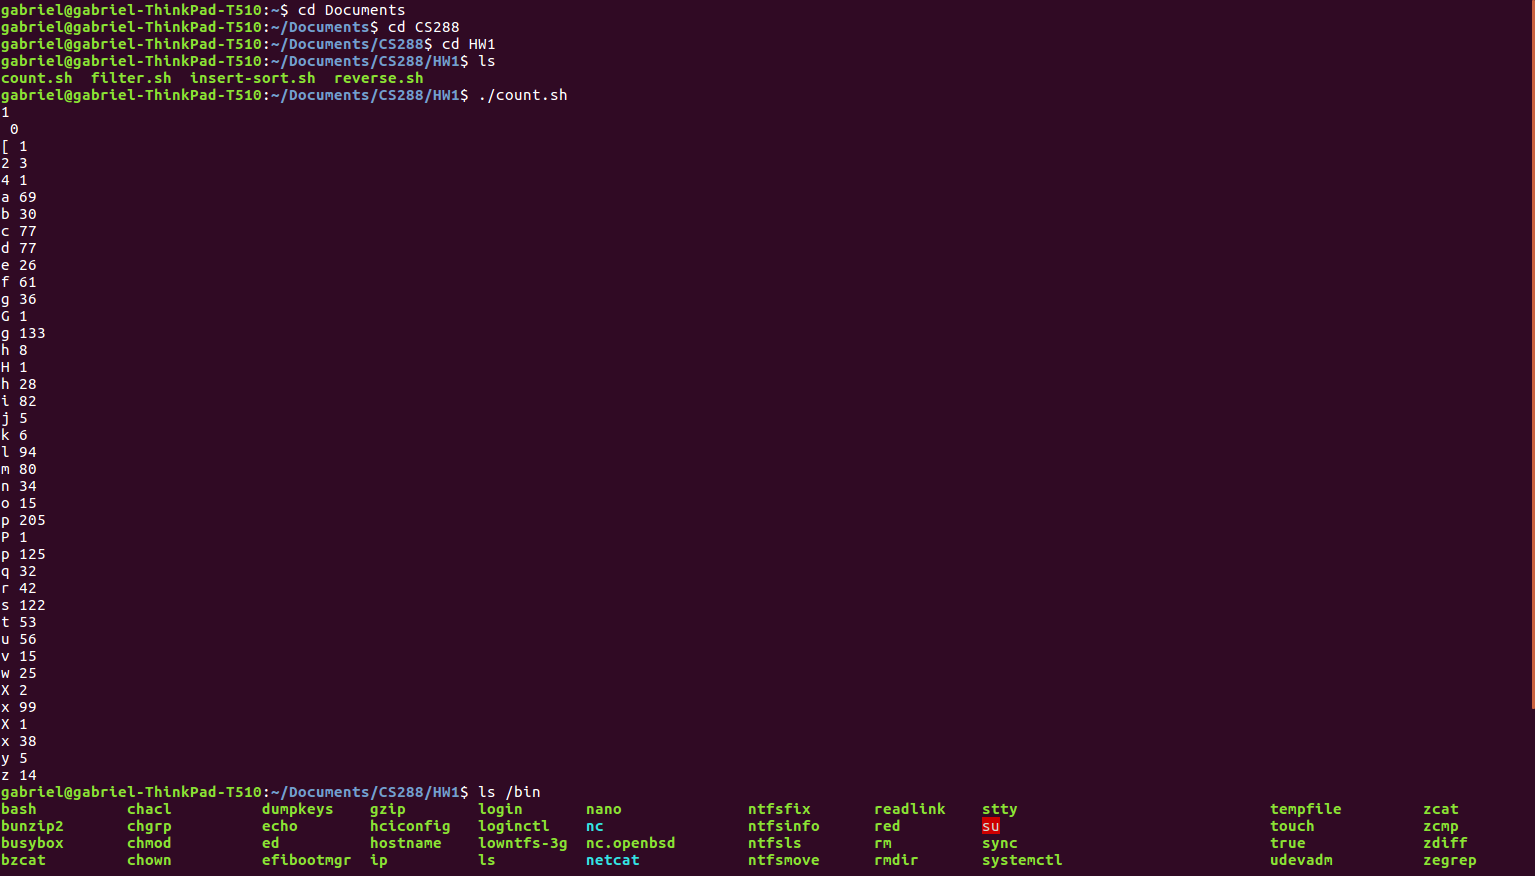 gabriel@gabriel-ThinkPad-T510:~$ cd Documents
gabriel@gabriel-ThinkPad-T510:~/Documents$ cd CS288
gabriel@gabriel-ThinkPad-T510:~/Documents/CS288$ cd HW1
gabriel@gabriel-ThinkPad-T510:~/Documents/CS288/HW1$ ls
count.sh  filter.sh  insert-sort.sh  reverse.sh
gabriel@gabriel-ThinkPad-T510:~/Documents/CS288/HW1$ ./count.sh
1
 0
[ 1
2 3
4 1
a 69
b 30
c 77
d 77
e 26
f 61
g 36
G 1
g 133
h 8
H 1
h 28
i 82
j 5
k 6
l 94
m 80
n 34
o 15
p 205
P 1
p 125
q 32
r 42
s 122
t 53
u 56
v 15
w 25
X 2
x 99
X 1
x 38
y 5
z 14
gabriel@gabriel-ThinkPad-T510:~/Documents/CS288/HW1$ ls /bin
bash          chacl          dumpkeys    gzip        login       nano              ntfsfix       readlink    stty                            tempfile         zcat
bunzip2       chgrp          echo        hciconfig   loginctl    nc                ntfsinfo      red         su                              touch            zcmp
busybox       chmod          ed          hostname    lowntfs-3g  nc.openbsd        ntfsls        rm          sync                            true             zdiff
bzcat         chown          efibootmgr  ip          ls          netcat            ntfsmove      rmdir       systemctl                       udevadm          zegrep